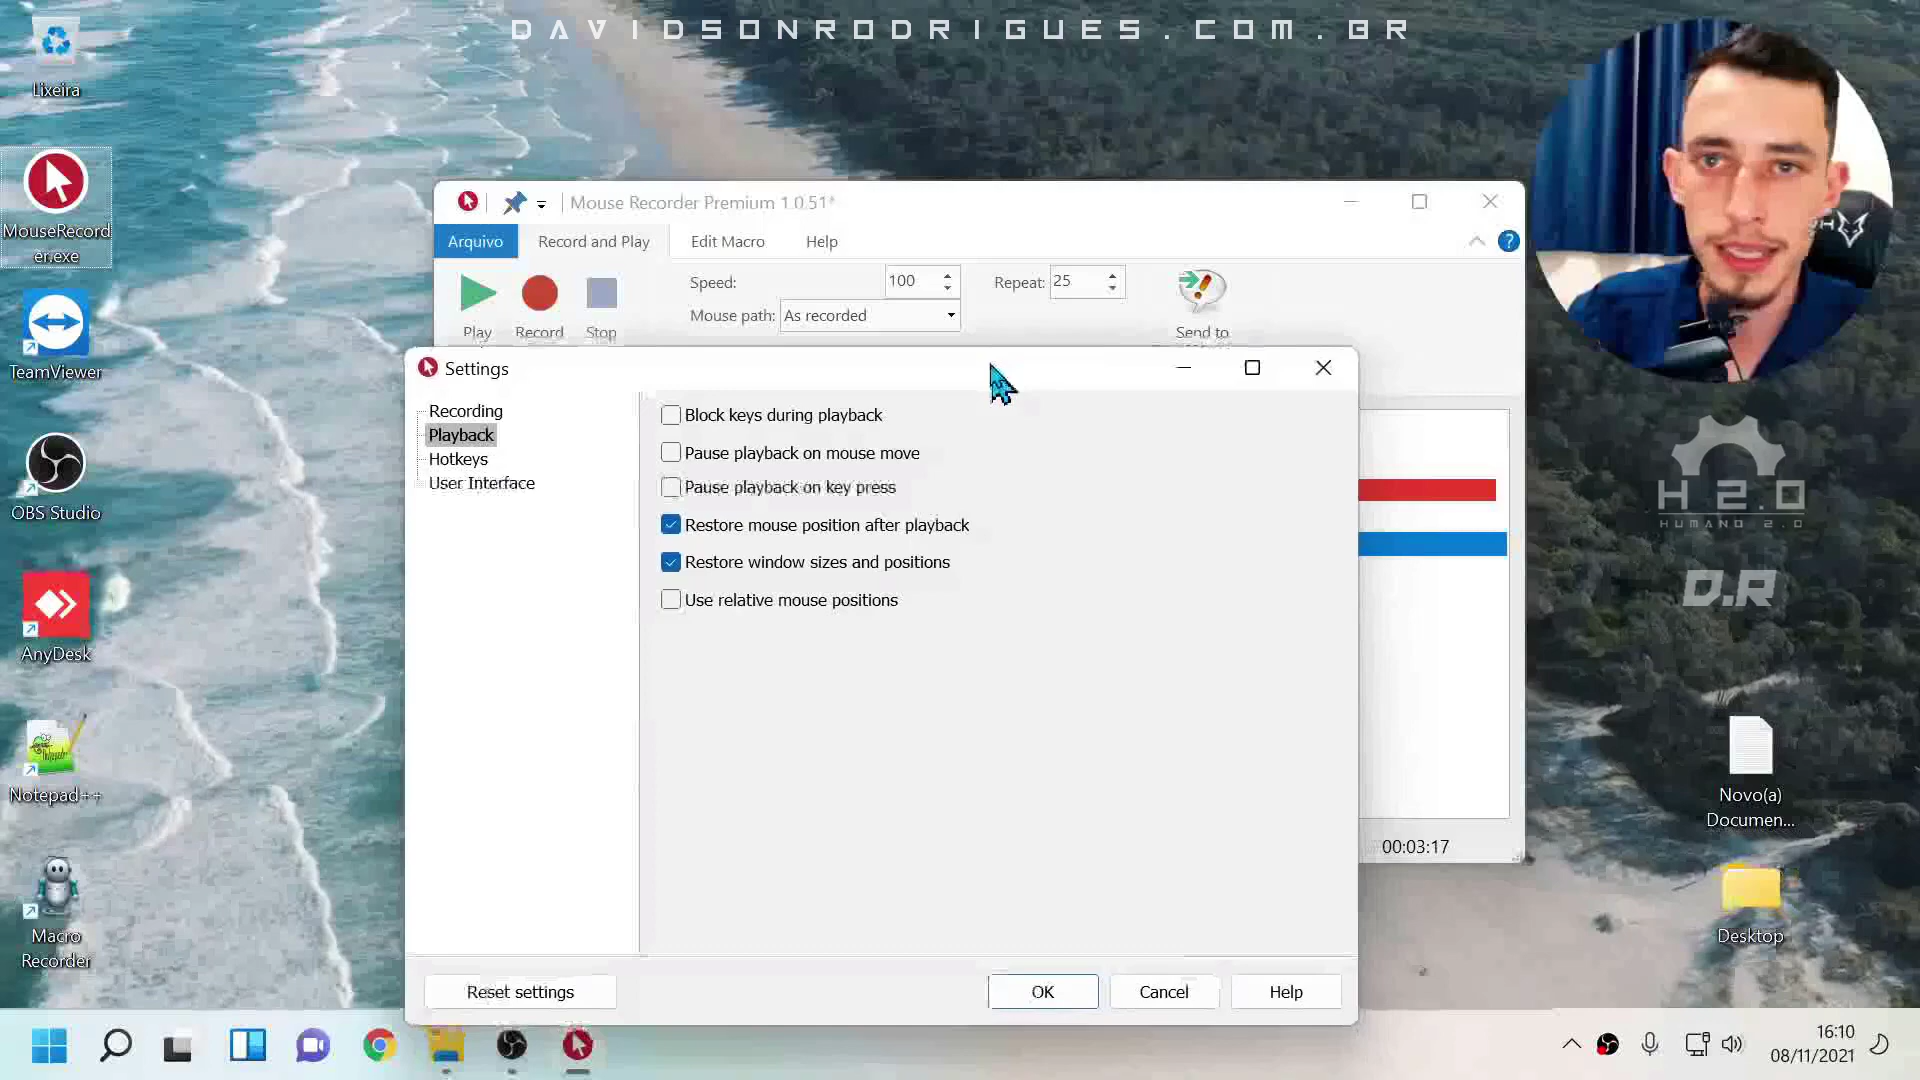 DAVIDSONRODRIGUES.COM.BR
Lixeira
MouseRecord
er.exe
TeamViewer
OBS Studio
AnyDesk
Notepad++
Macro
Recorder
Mouse Recorder Premium 1.0.51*
Arquivo
Record and Play
Edit Macro
Help
Play
Record
Stop
Speed:
100
Mouse path:
As recorded
Repeat:
25
Send to
Settings
Recording
Playback
Hotkeys
User Interface
Block keys during playback
Pause playback on mouse move
Pause playback on key press
Restore mouse position after playback
Restore window sizes and positions
Use relative mouse positions
Reset settings
OK
Cancel
Help
00:03:17
H 2.0
HUMANO 2.0
D.R
Novo(a)
Documen...
Desktop
16:10
08/11/2021